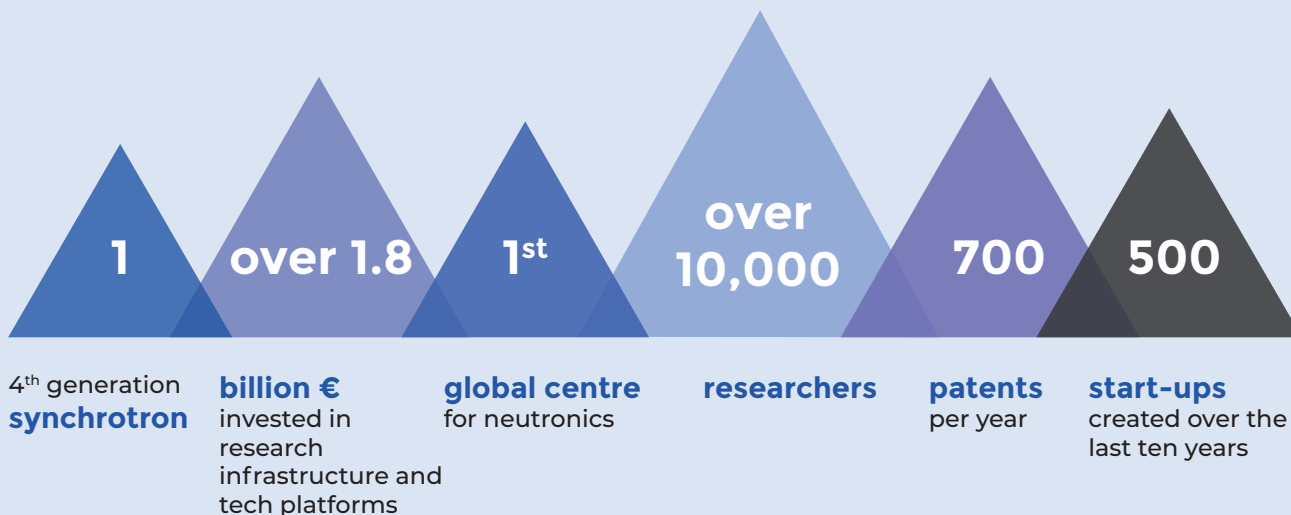 1
4th generation
synchrotron
over 1.8
billion €
invested in
research
infrastructure and
tech platforms
1st
global centre
for neutronics
over
10,000
researchers
700
patents
per year
500
start-ups
created over the
last ten years